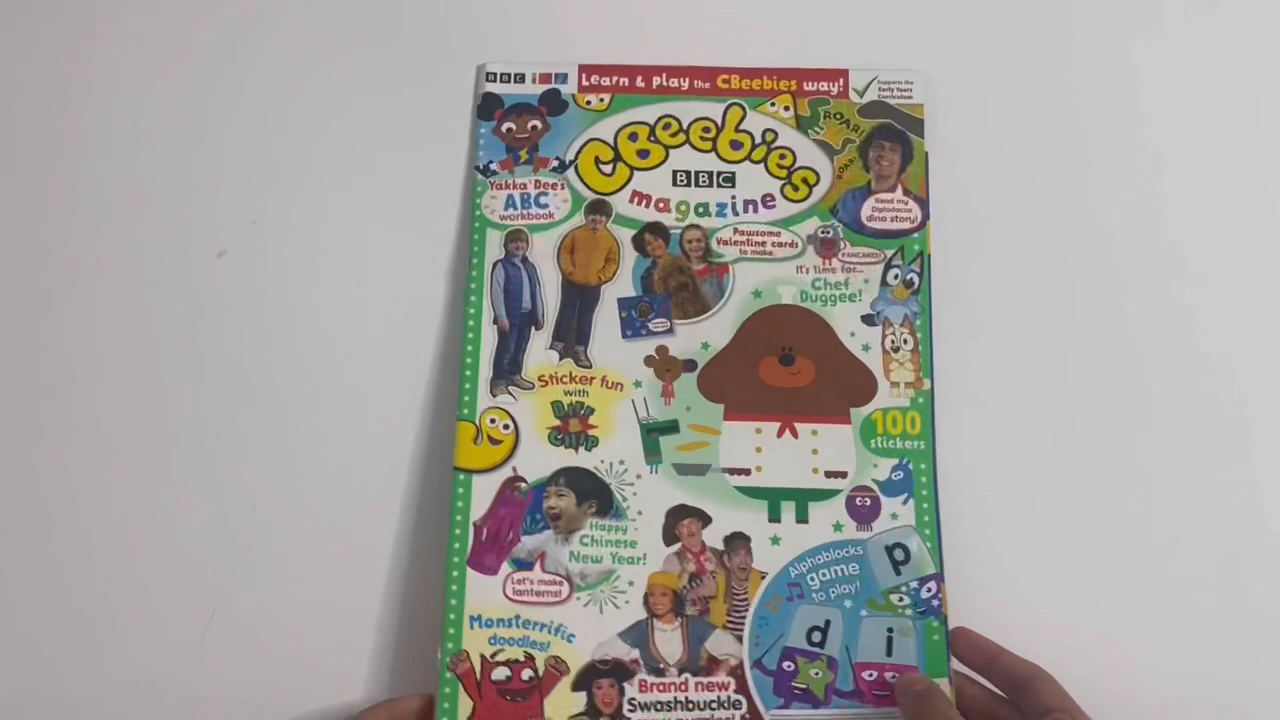 BBC
Learn & play the CBeebies way!
Supports the
Early Years
Curriculum
CBeebies
BBC
magazine
Yakka Dee's
ABC
workbook
ROAR!
ROAR!
Read my
Diplodocus
dino story!
Pawsome
Valentine cards
to make
PANCAKES!
It's time for...
Chef
Duggee!
Sticker fun
with
BIFF
CHIP
100
stickers
Happy
Chinese
New Year!
Let's make
lanterns!
Alphablocks
game
to play!
p
d
i
Monsterrific
doodles!
Brand new
Swashbuckle